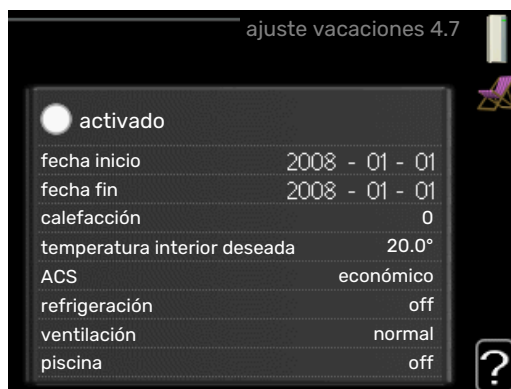 ajuste vacaciones 4.7
activado
fecha inicio 2008 - 01 - 01
fecha fin 2008 - 01 - 01
calefacción 0
temperatura interior deseada 20.0°
ACS económico
refrigeración off
ventilación normal
piscina off
?